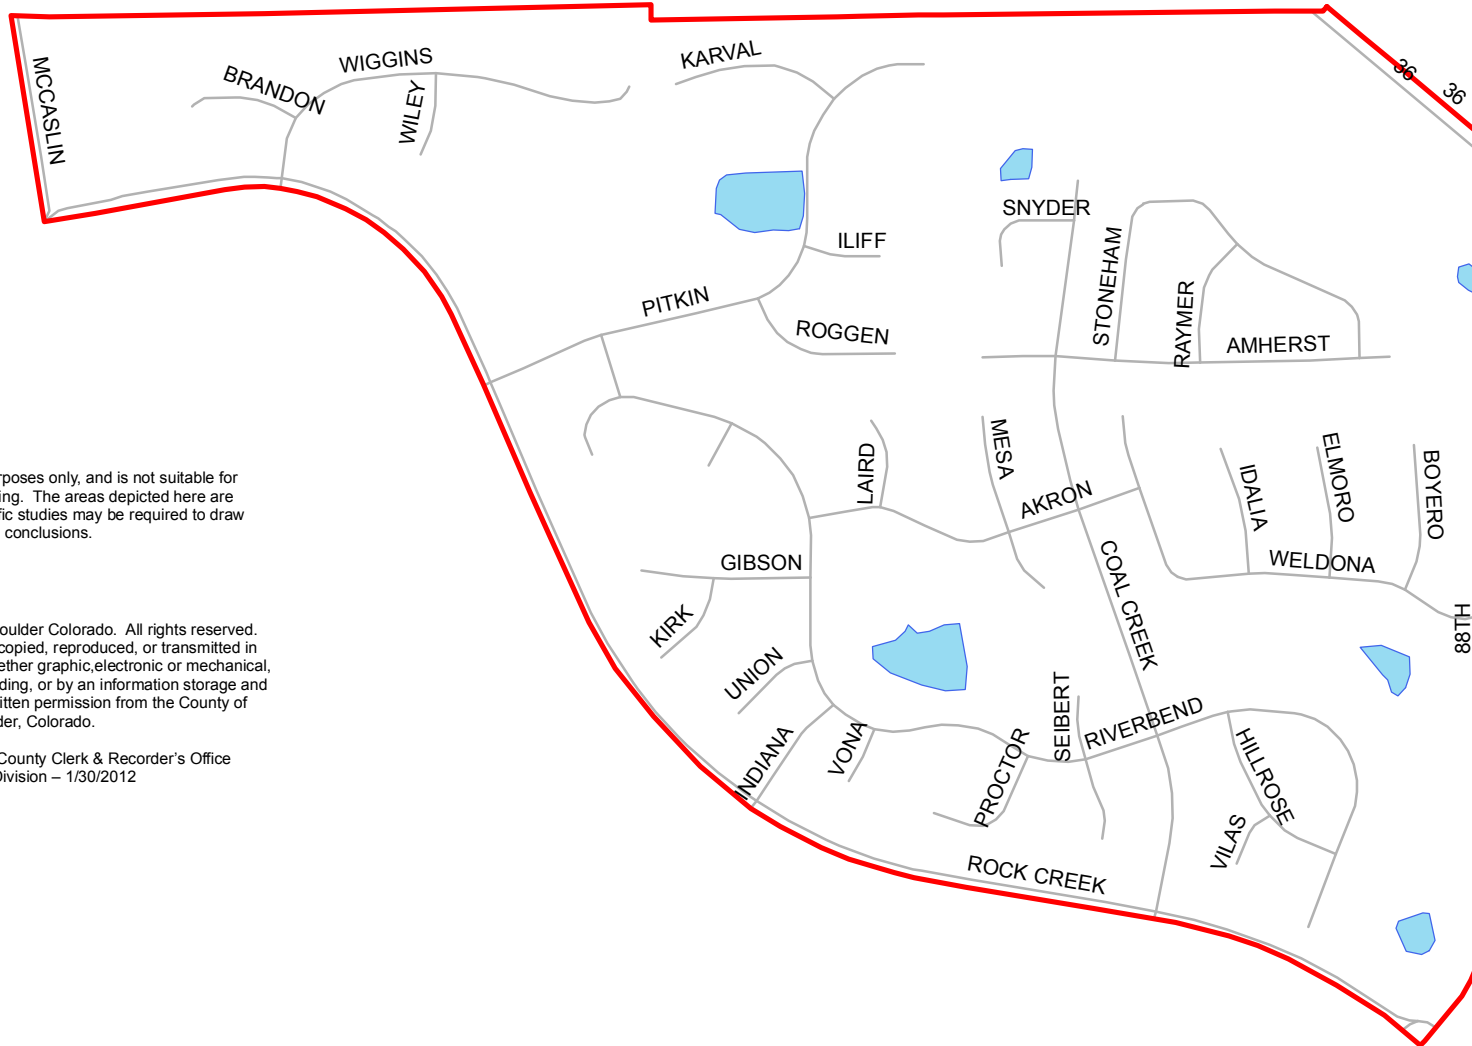 MCCASLIN
BRANDON
WIGGINS
WILEY
KARVAL
36
36
SNYDER
ILIFF
STONEHAM
PITKIN
ROGGEN
RAYMER
AMHERST
LAIRD
MESA
AKRON
IDALIA
ELMORO
BOYERO
rposes only, and is not suitable for
ing. The areas depicted here are
fic studies may be required to draw
conclusions.
GIBSON
COAL CREEK
WELDONA
KIRK
88TH
oulder Colorado. All rights reserved.
copied, reproduced, or transmitted in
ether graphic,electronic or mechanical,
ding, or by an information storage and
itten permission from the County of
der, Colorado.
UNION
SEIBERT
RIVERBEND
INDIANA
VONA
PROCTOR
HILLROSE
County Clerk & Recorder's Office
Division – 1/30/2012
VILAS
ROCK CREEK